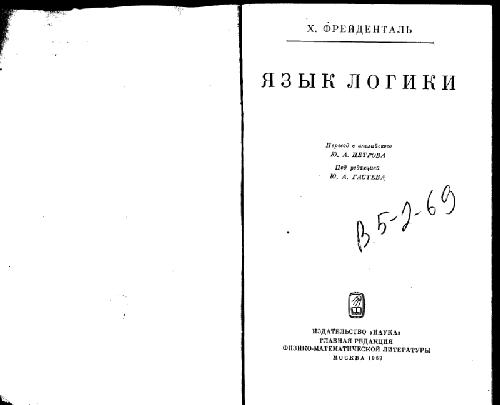 Х. ФРЕЙДЕНТАЛЬ
ЯЗЫК ЛОГИКИ
Перевод с английского
Ю. А. ПЕТРОВА
Под редакцией
Ю. А. ГАСТЕВА
В5-2-69
ИЗДАТЕЛЬСТВО «НАУКА»
ГЛАВНАЯ РЕДАКЦИЯ
ФИЗИКО-МАТЕМАТИЧЕСКОЙ ЛИТЕРАТУРЫ
МОСКВА 1969